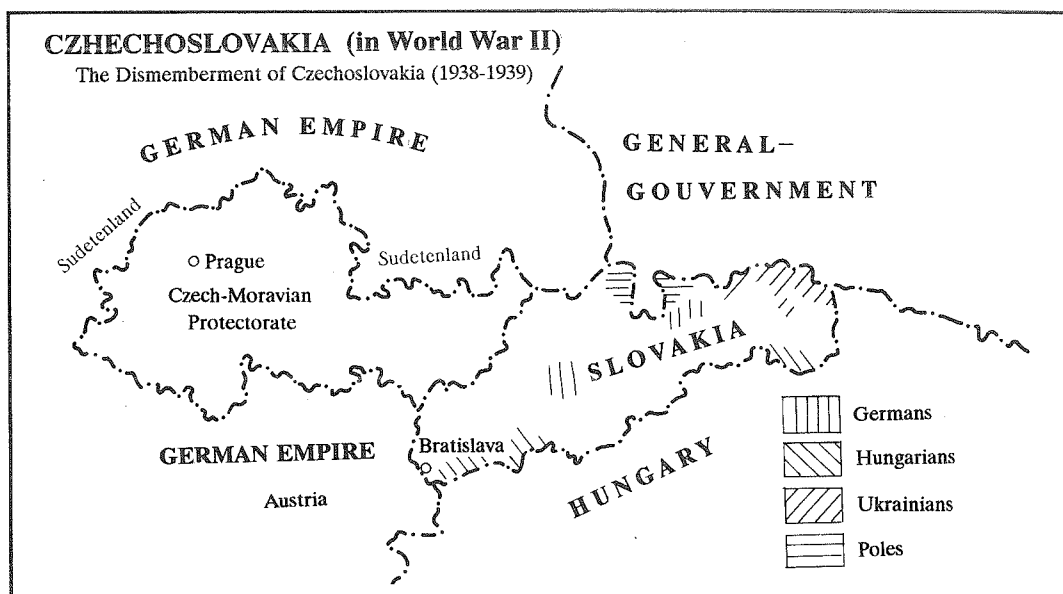 CZHECHOSLOVAKIA (in World War II)
The Dismemberment of Czechoslovakia (1938-1939)
GERMAN EMPIRE
GENERAL–
GOUVERNMENT
Sudetenland
Sudetenland
Prague
Czech-Moravian
Protectorate
SLOVAKIA
Bratislava
GERMAN EMPIRE
Austria
HUNGARY
Germans
Hungarians
Ukrainians
Poles